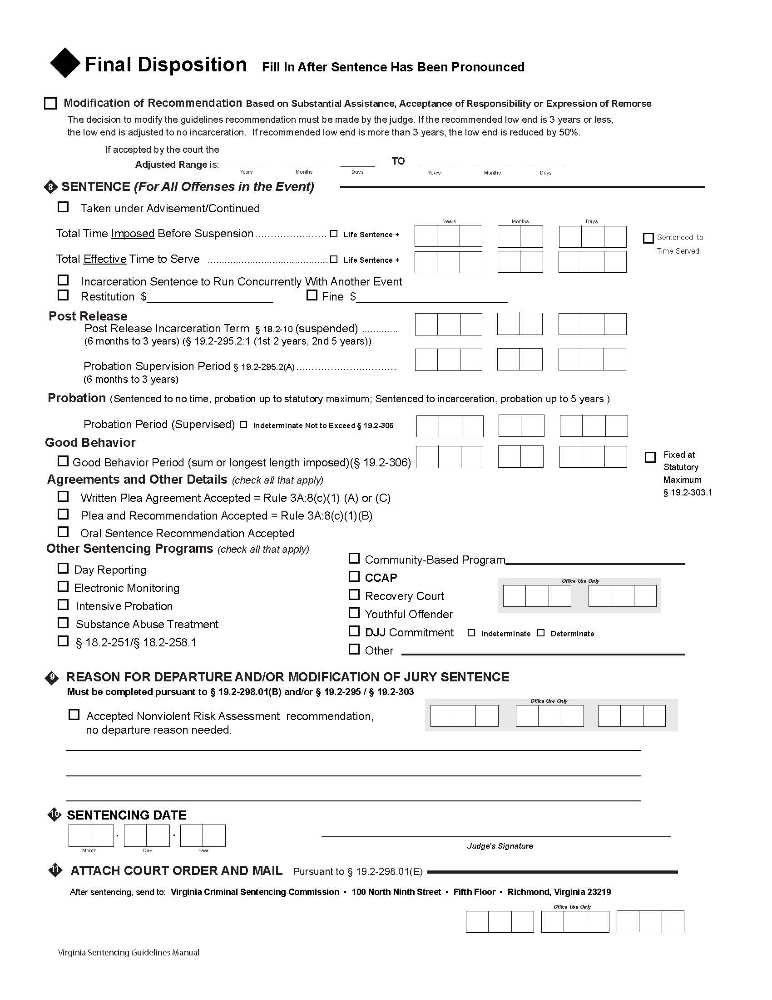 Final Disposition Fill In After Sentence Has Been Pronounced
Modification of Recommendation Based on Substantial Assistance, Acceptance of Responsibility or Expression of Remorse
The decision to modify the guidelines recommendation must be made by the judge. If the recommended low end is 3 years or less,
the low end is adjusted to no incarceration. If recommended low end is more than 3 years, the low end is reduced by 50%.
If accepted by the court the
Adjusted Range is: TO
Years Months Days Years Months Days
8 SENTENCE (For All Offenses in the Event)
Taken under Advisement/Continued
Years Months Days
Total Time Imposed Before Suspension....................... Life Sentence +
Sentenced to
Time Served
Total Effective Time to Serve ........................................ Life Sentence +
Incarceration Sentence to Run Concurrently With Another Event
Restitution $ Fine $
Post Release
Post Release Incarceration Term § 18.2-10 (suspended) .............
(6 months to 3 years) (§ 19.2-295.2:1 (1st 2 years, 2nd 5 years))
Probation Supervision Period § 19.2-295.2(A)................................
(6 months to 3 years)
Probation (Sentenced to no time, probation up to statutory maximum; Sentenced to incarceration, probation up to 5 years )
Probation Period (Supervised) Indeterminate Not to Exceed § 19.2-306
Good Behavior
Good Behavior Period (sum or longest length imposed)(§ 19.2-306)
Fixed at
Statutory
Maximum
§ 19.2-303.1
Agreements and Other Details (check all that apply)
Written Plea Agreement Accepted = Rule 3A:8(c)(1) (A) or (C)
Plea and Recommendation Accepted = Rule 3A:8(c)(1)(B)
Oral Sentence Recommendation Accepted
Other Sentencing Programs (check all that apply)
Day Reporting
Electronic Monitoring
Intensive Probation
Substance Abuse Treatment
§ 18.2-251/§ 18.2-258.1
Community-Based Program
CCAP
Office Use Only
Recovery Court
Youthful Offender
DJJ Commitment Indeterminate Determinate
Other
9 REASON FOR DEPARTURE AND/OR MODIFICATION OF JURY SENTENCE
Must be completed pursuant to § 19.2-298.01(B) and/or § 19.2-295 / § 19.2-303
Office Use Only
Accepted Nonviolent Risk Assessment recommendation,
no departure reason needed.
10 SENTENCING DATE
. .
Month Day Year
Judge's Signature
11 ATTACH COURT ORDER AND MAIL Pursuant to § 19.2-298.01(E)
After sentencing, send to: Virginia Criminal Sentencing Commission • 100 North Ninth Street • Fifth Floor • Richmond, Virginia 23219
Office Use Only
Virginia Sentencing Guidelines Manual